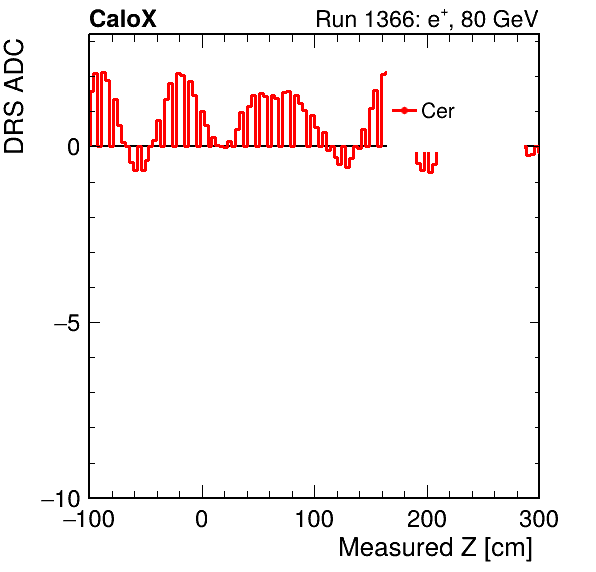 CaloX Run 1366: e⁺, 80 GeV
DRS ADC
Cer
0
−5
−10
−100 0 100 200 300
Measured Z [cm]